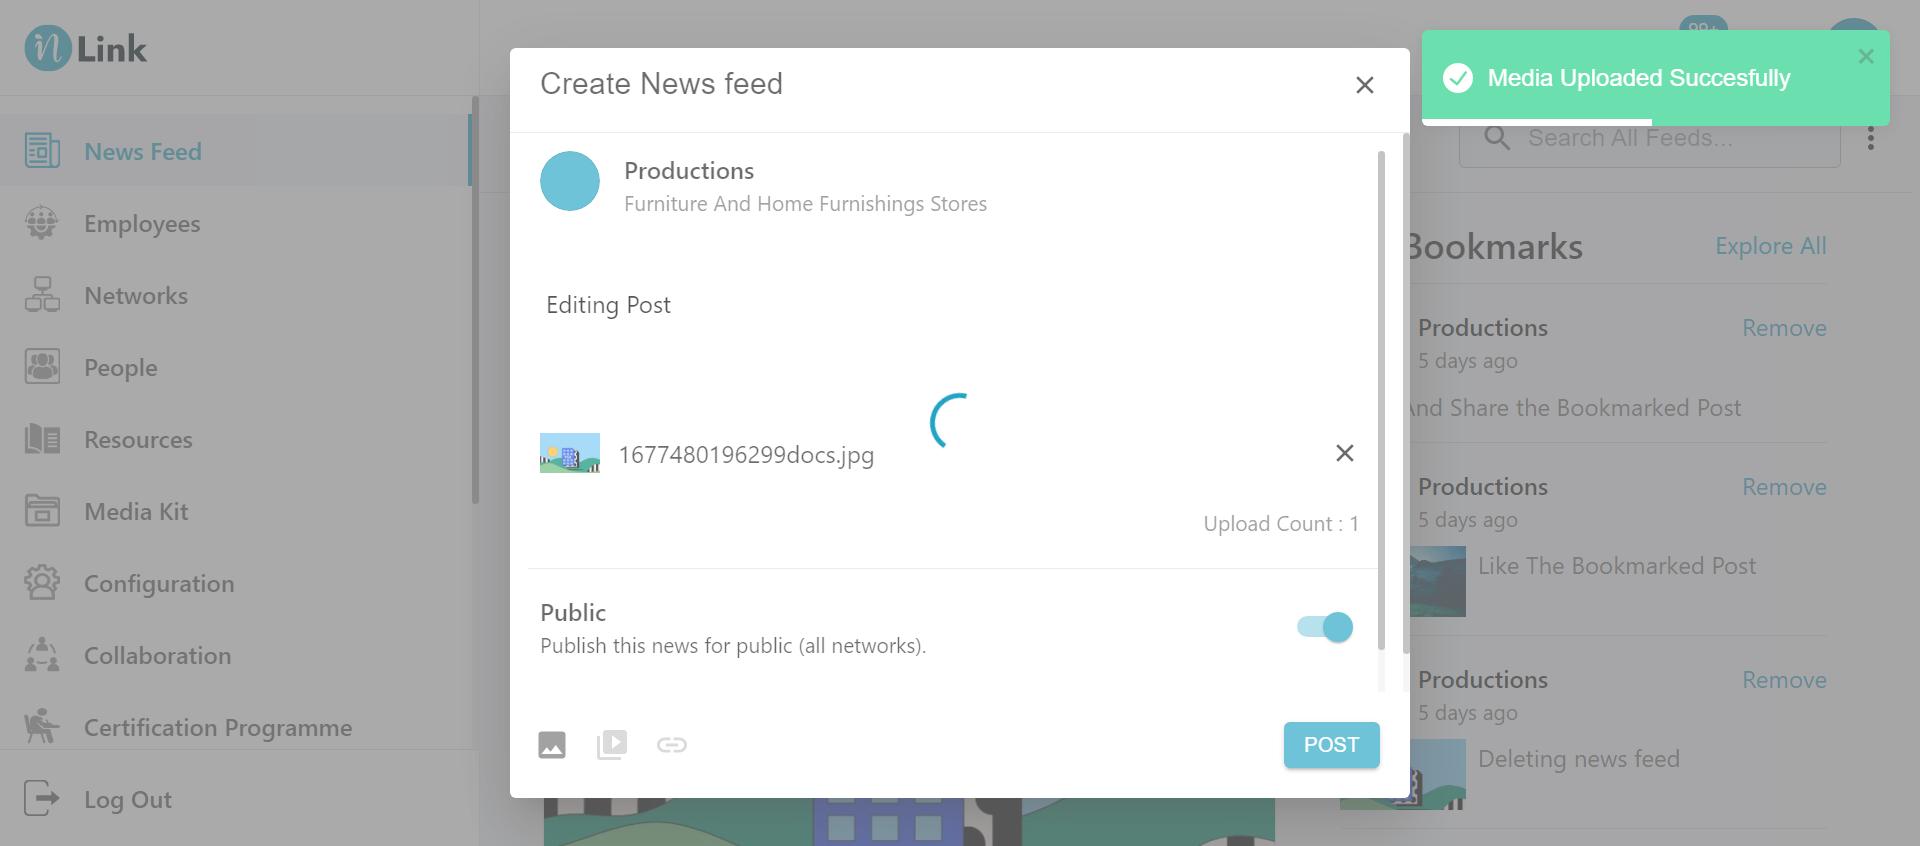 n Link
News Feed
Employees
Networks
People
Resources
Media Kit
Configuration
Collaboration
Certification Programme
Log Out
Create News feed
Productions
Furniture And Home Furnishings Stores
Editing Post
1677480196299docs.jpg
Upload Count : 1
Public
Publish this news for public (all networks).
POST
99+
Media Uploaded Succesfully
Search All Feeds...
Bookmarks
Explore All
Productions
Remove
5 days ago
And Share the Bookmarked Post
Productions
Remove
5 days ago
Like The Bookmarked Post
Productions
Remove
5 days ago
Deleting news feed